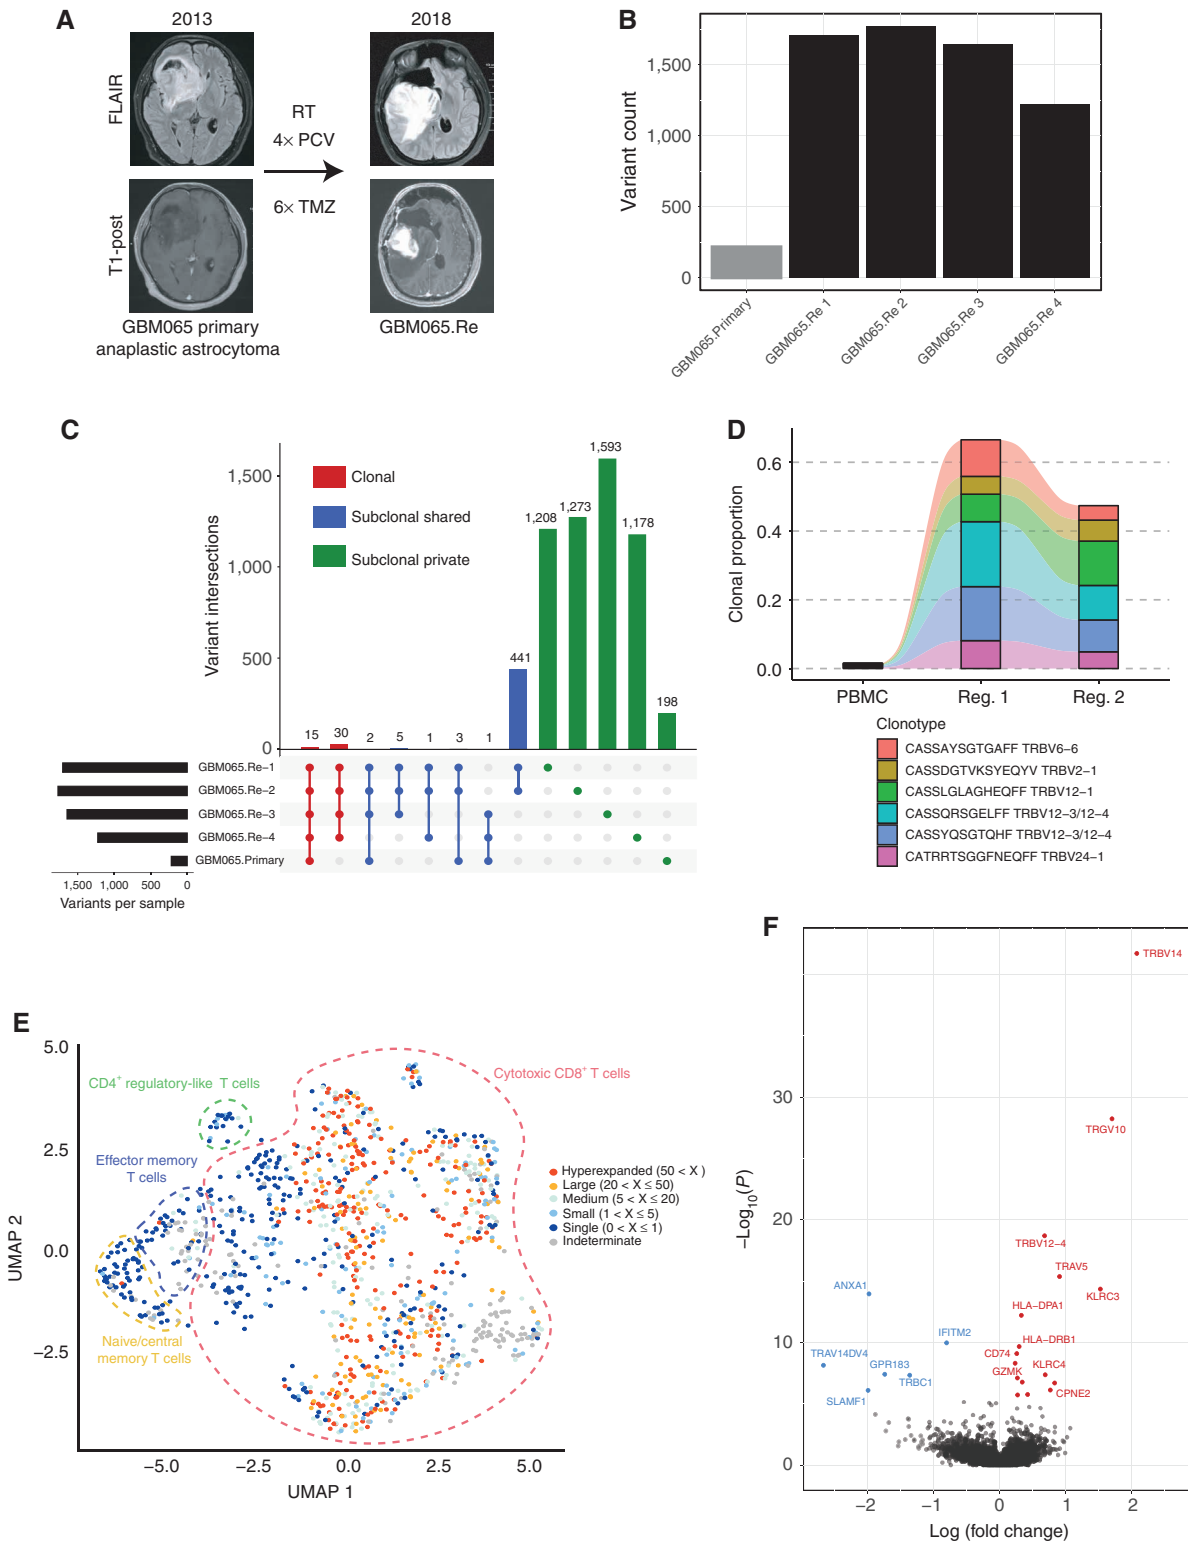 A
2013
2018
FLAIR
RT
4× PCV
6× TMZ
T1-post
GBM065 primary
anaplastic astrocytoma
GBM065.Re
B
Variant count
1,500
1,000
500
0
GBM065.Primary
GBM065.Re 1
GBM065.Re 2
GBM065.Re 3
GBM065.Re 4
C
Variant intersections
1,500
1,000
500
0
Clonal
Subclonal shared
Subclonal private
15
30
2
5
1
3
1
441
1,208
1,273
1,593
1,178
198
GBM065.Re-1
GBM065.Re-2
GBM065.Re-3
GBM065.Re-4
GBM065.Primary
1,500 1,000 500 0
Variants per sample
D
Clonal proportion
0.6
0.4
0.2
0.0
PBMC
Reg. 1
Reg. 2
Clonotype
CASSAYSGTGAFF TRBV6−6
CASSDGTVKSYEQYV TRBV2−1
CASSLGLAGHEQFF TRBV12−1
CASSQRSGELFF TRBV12−3/12−4
CASSYQSGTQHF TRBV12−3/12−4
CATRRTSGGFNEQFF TRBV24−1
E
UMAP 2
5.0
2.5
0.0
−2.5
CD4+ regulatory-like T cells
Cytotoxic CD8+ T cells
Effector memory
T cells
Naive/central
memory T cells
Hyperexpanded (50 < X )
Large (20 < X ≤ 50)
Medium (5 < X ≤ 20)
Small (1 < X ≤ 5)
Single (0 < X ≤ 1)
Indeterminate
−5.0 −2.5 0.0 2.5 5.0
UMAP 1
F
−Log10(P)
30
20
10
0
TRBV14
TRGV10
TRBV12−4
TRAV5
ANXA1
KLRC3
HLA−DPA1
IFITM2
HLA−DRB1
CD74
TRAV14DV4
GPR183
GZMK
KLRC4
TRBC1
SLAMF1
CPNE2
−2 −1 0 1 2
Log (fold change)